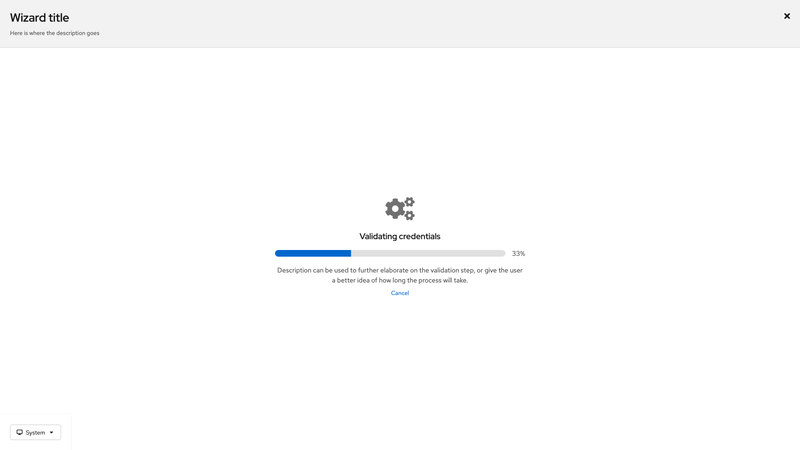 Wizard title
Here is where the description goes
Validating credentials
33%
Description can be used to further elaborate on the validation step, or give the user
a better idea of how long the process will take.
Cancel
System